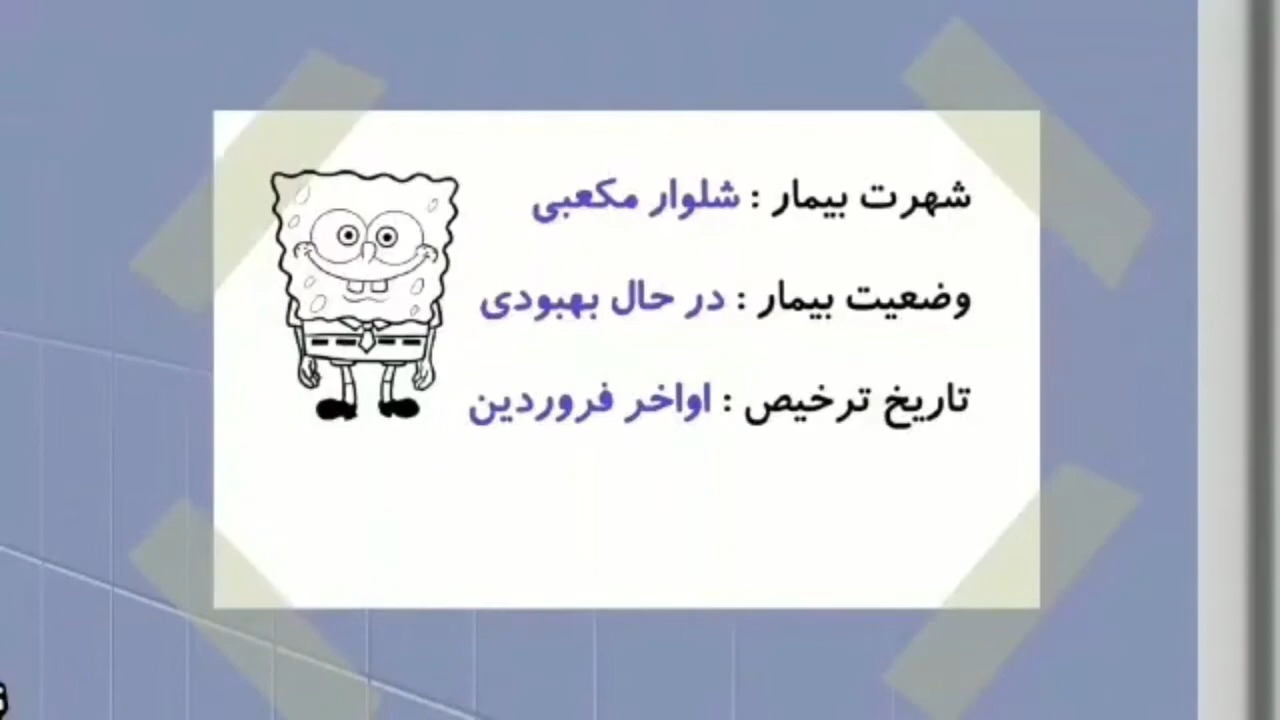 شهرت بیمار : شلوار مکعبی
وضعیت بیمار : در حال بهبودی
تاریخ ترخیص : اواخر فروردین